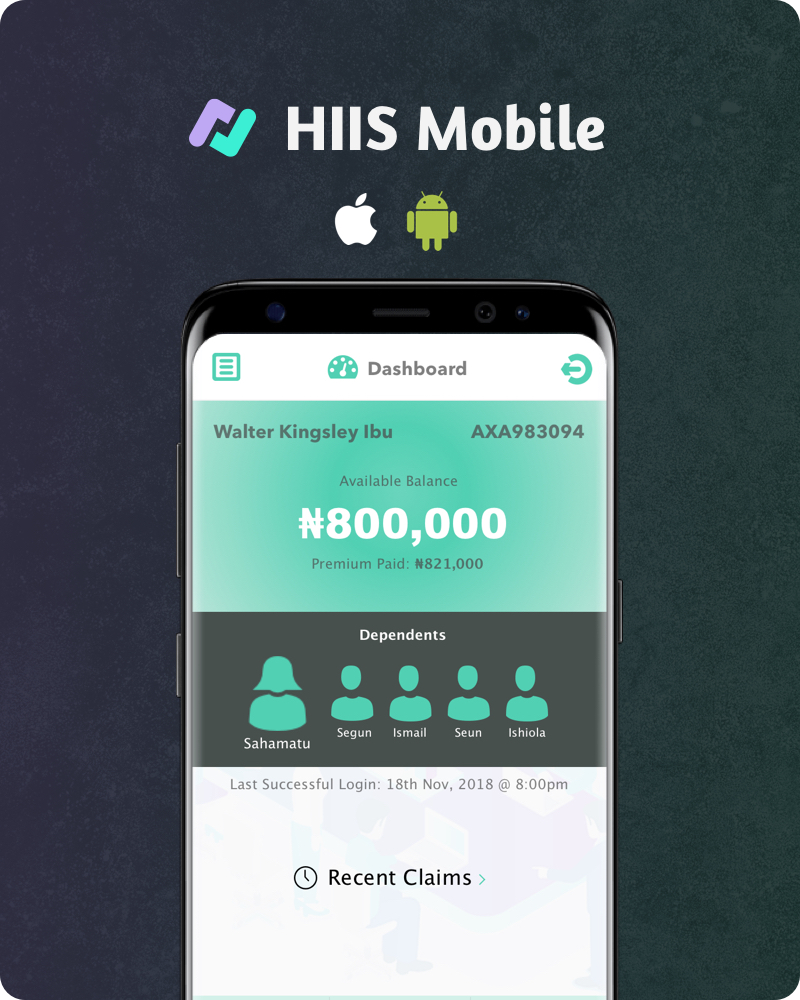 HIIS Mobile
Dashboard
Walter Kingsley Ibu AXA983094
Available Balance
₦800,000
Premium Paid: ₦821,000
Dependents
Sahamatu Segun Ismail Seun Ishiola
Last Successful Login: 18th Nov, 2018 @ 8:00pm
Recent Claims >